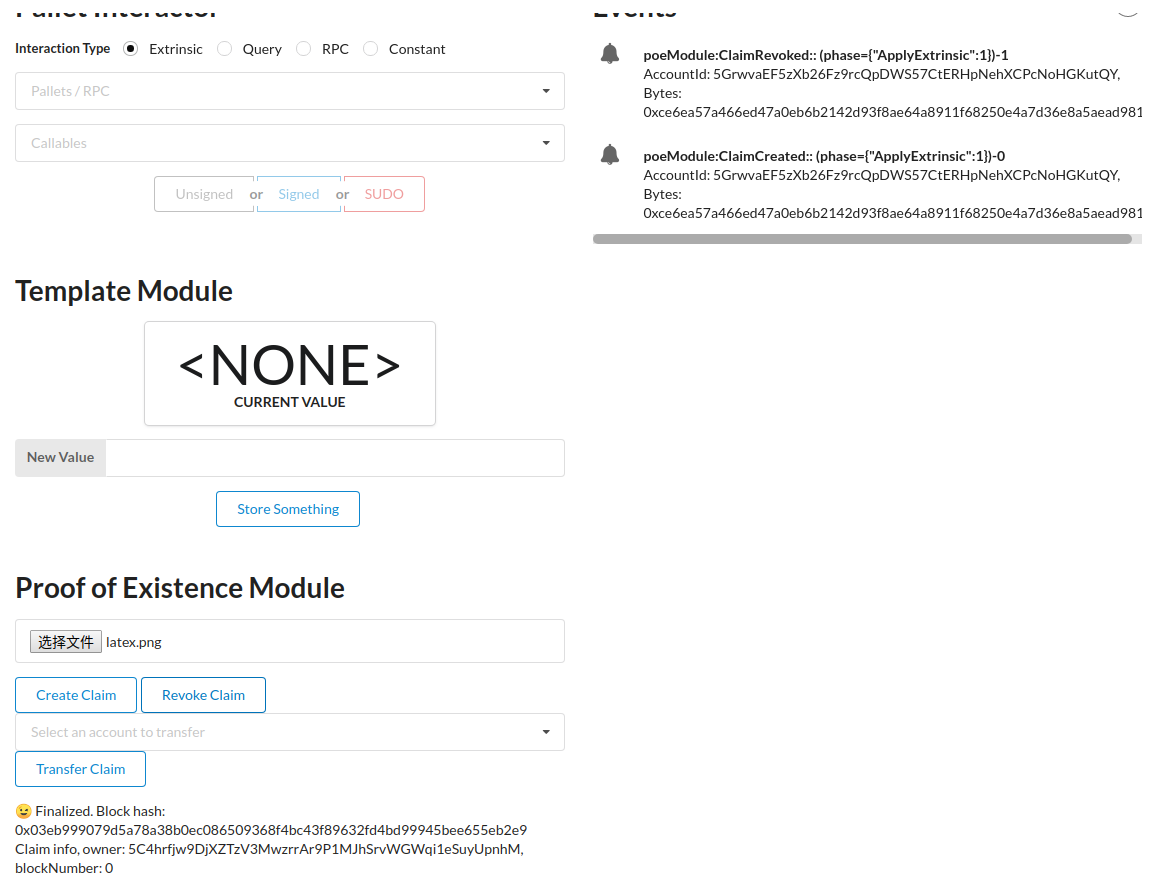 Pallet Interactor
Interaction Type Extrinsic Query RPC Constant
Pallets / RPC
Callables
Unsigned or Signed or SUDO
Template Module
<NONE>
CURRENT VALUE
New Value
Store Something
Proof of Existence Module
选择文件 latex.png
Create Claim Revoke Claim
Select an account to transfer
Transfer Claim
😉 Finalized. Block hash:
0x03eb999079d5a78a38b0ec086509368f4bc43f89632fd4bd99945bee655eb2e9
Claim info, owner: 5C4hrfjw9DjXZTzV3MwzrrAr9P1MJhSrvWGWqi1eSuyUpnhM,
blockNumber: 0
Events
poeModule:ClaimRevoked:: (phase={"ApplyExtrinsic":1})-1
AccountId: 5GrwvaEF5zXb26Fz9rcQpDWS57CtERHpNehXCPcNoHGKutQY,
Bytes:
0xce6ea57a466ed47a0eb6b2142d93f8ae64a8911f68250e4a7d36e8a5aead981
poeModule:ClaimCreated:: (phase={"ApplyExtrinsic":1})-0
AccountId: 5GrwvaEF5zXb26Fz9rcQpDWS57CtERHpNehXCPcNoHGKutQY,
Bytes:
0xce6ea57a466ed47a0eb6b2142d93f8ae64a8911f68250e4a7d36e8a5aead981